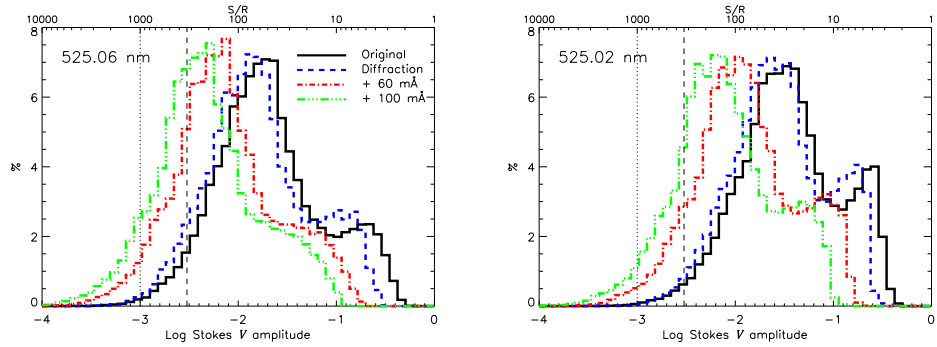 S/R
10000 1000 100 10 1
525.06 nm
Original
Diffraction
+ 60 mÅ
+ 100 mÅ
%
8
6
4
2
0
-4 -3 -2 -1 0
Log Stokes V amplitude
S/R
10000 1000 100 10 1
525.02 nm
%
8
6
4
2
0
-4 -3 -2 -1 0
Log Stokes V amplitude